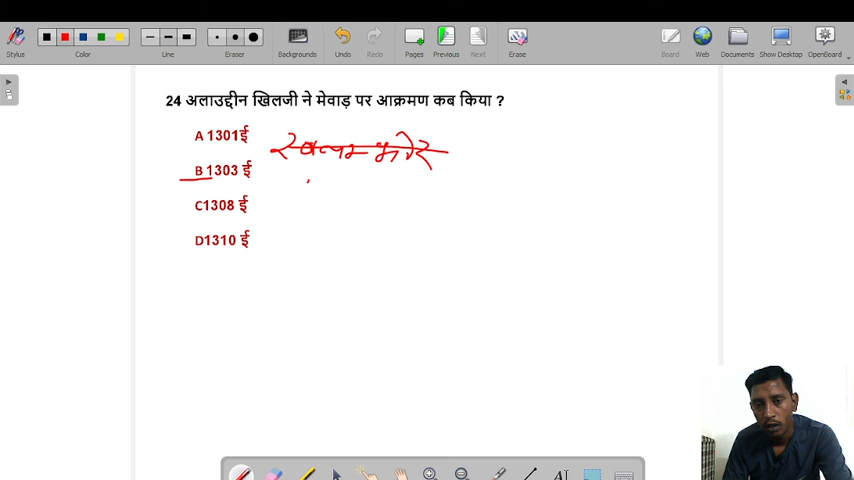 Stylus
Color
Line
Eraser
Backgrounds
Undo
Redo
Pages
Previous
Next
Erase
Board
Web
Documents
Show Desktop
OpenBoard
24 अलाउद्दीन खिलजी ने मेवाड़ पर आक्रमण कब किया ?
A 1301ई
B 1303 ई
C1308 ई
D1310 ई